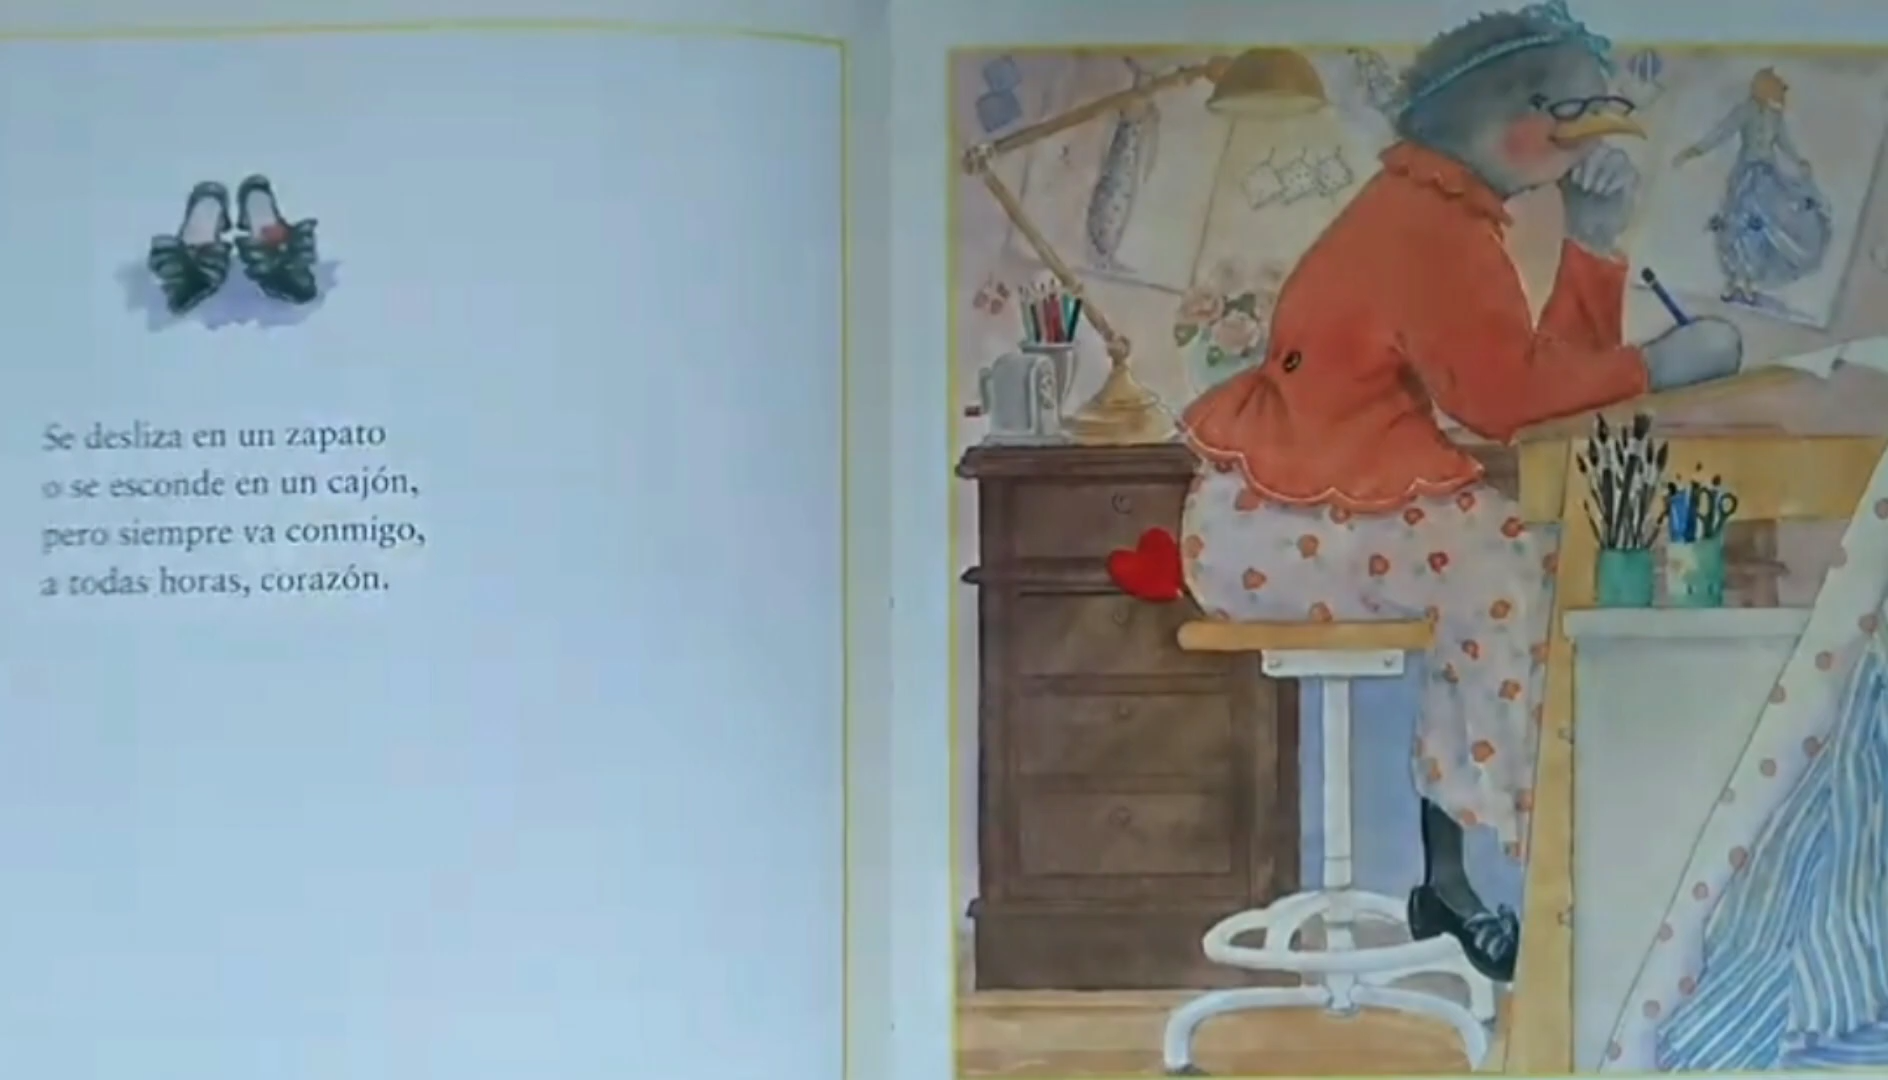 Se desliza en un zapato
o se esconde en un cajón,
pero siempre va conmigo,
a todas horas, corazón.